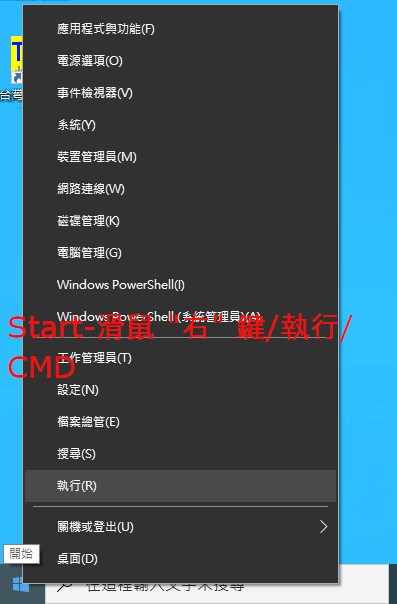 應用程式與功能(F)
電源選項(O)
事件檢視器(V)
系統(Y)
裝置管理員(M)
網路連線(W)
磁碟管理(K)
電腦管理(G)
Windows PowerShell(I)
Windows PowerShell (系統管理員)(A)
Start-滑鼠 "右" 鍵/執行/
CMD
工作管理員(T)
設定(N)
檔案總管(E)
搜尋(S)
執行(R)
關機或登出(U)
桌面(D)
開始
在這裡輸入文字來搜尋
台灣